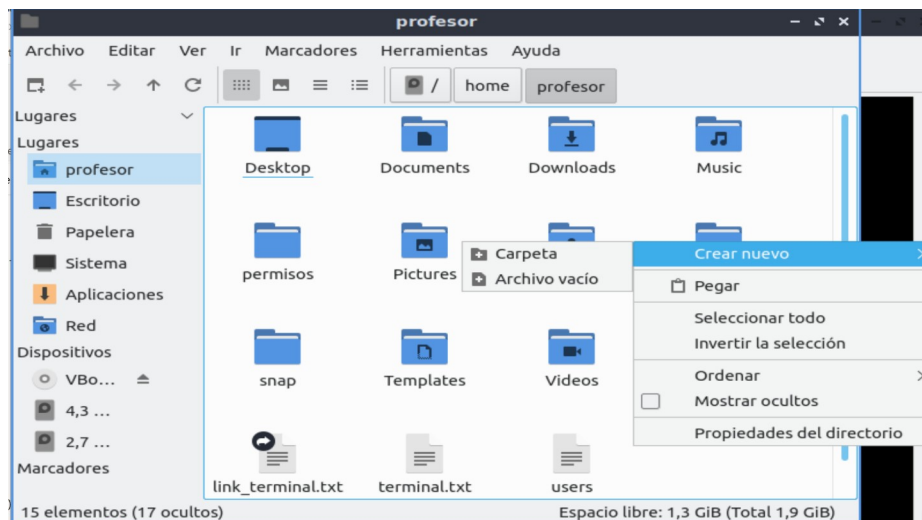 profesor
Archivo Editar Ver Ir Marcadores Herramientas Ayuda
/ home profesor
Lugares
Lugares
profesor
Escritorio
Papelera
Sistema
Aplicaciones
Red
Dispositivos
VBo...
4,3 ...
2,7 ...
Marcadores
Desktop Documents Downloads Music
permisos Pictures
snap Templates Videos
link_terminal.txt terminal.txt users
Carpeta
Archivo vacío
Crear nuevo
Pegar
Seleccionar todo
Invertir la selección
Ordenar
Mostrar ocultos
Propiedades del directorio
15 elementos (17 ocultos) Espacio libre: 1,3 GiB (Total 1,9 GiB)